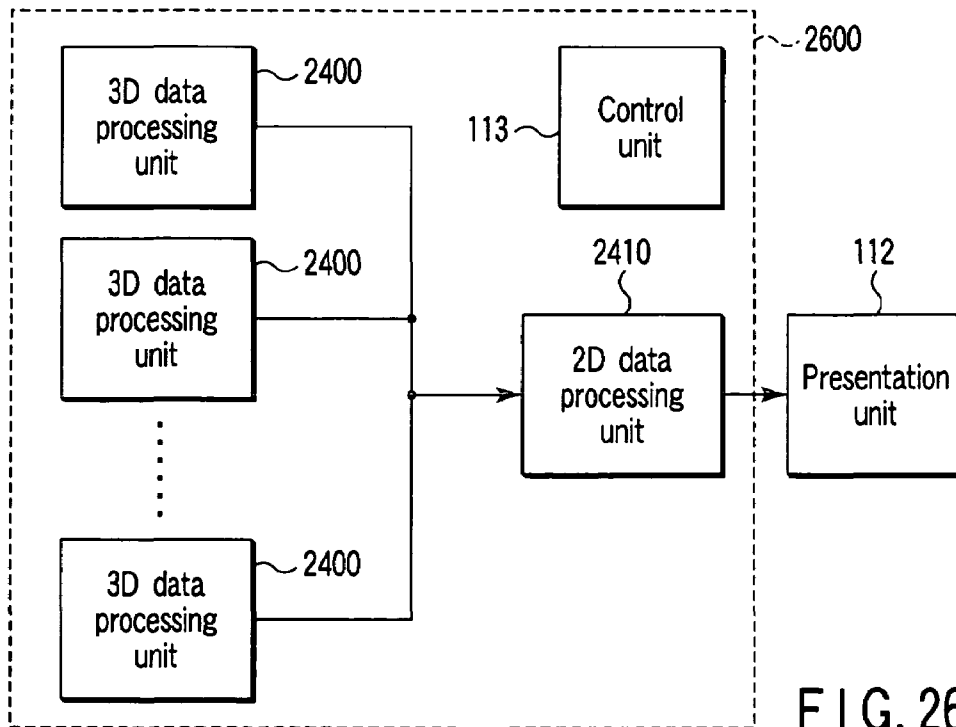 2600
2400
3D data
processing
unit
113
Control
unit
2400
3D data
processing
unit
2410
2D data
processing
unit
112
Presentation
unit
2400
3D data
processing
unit
FIG. 26